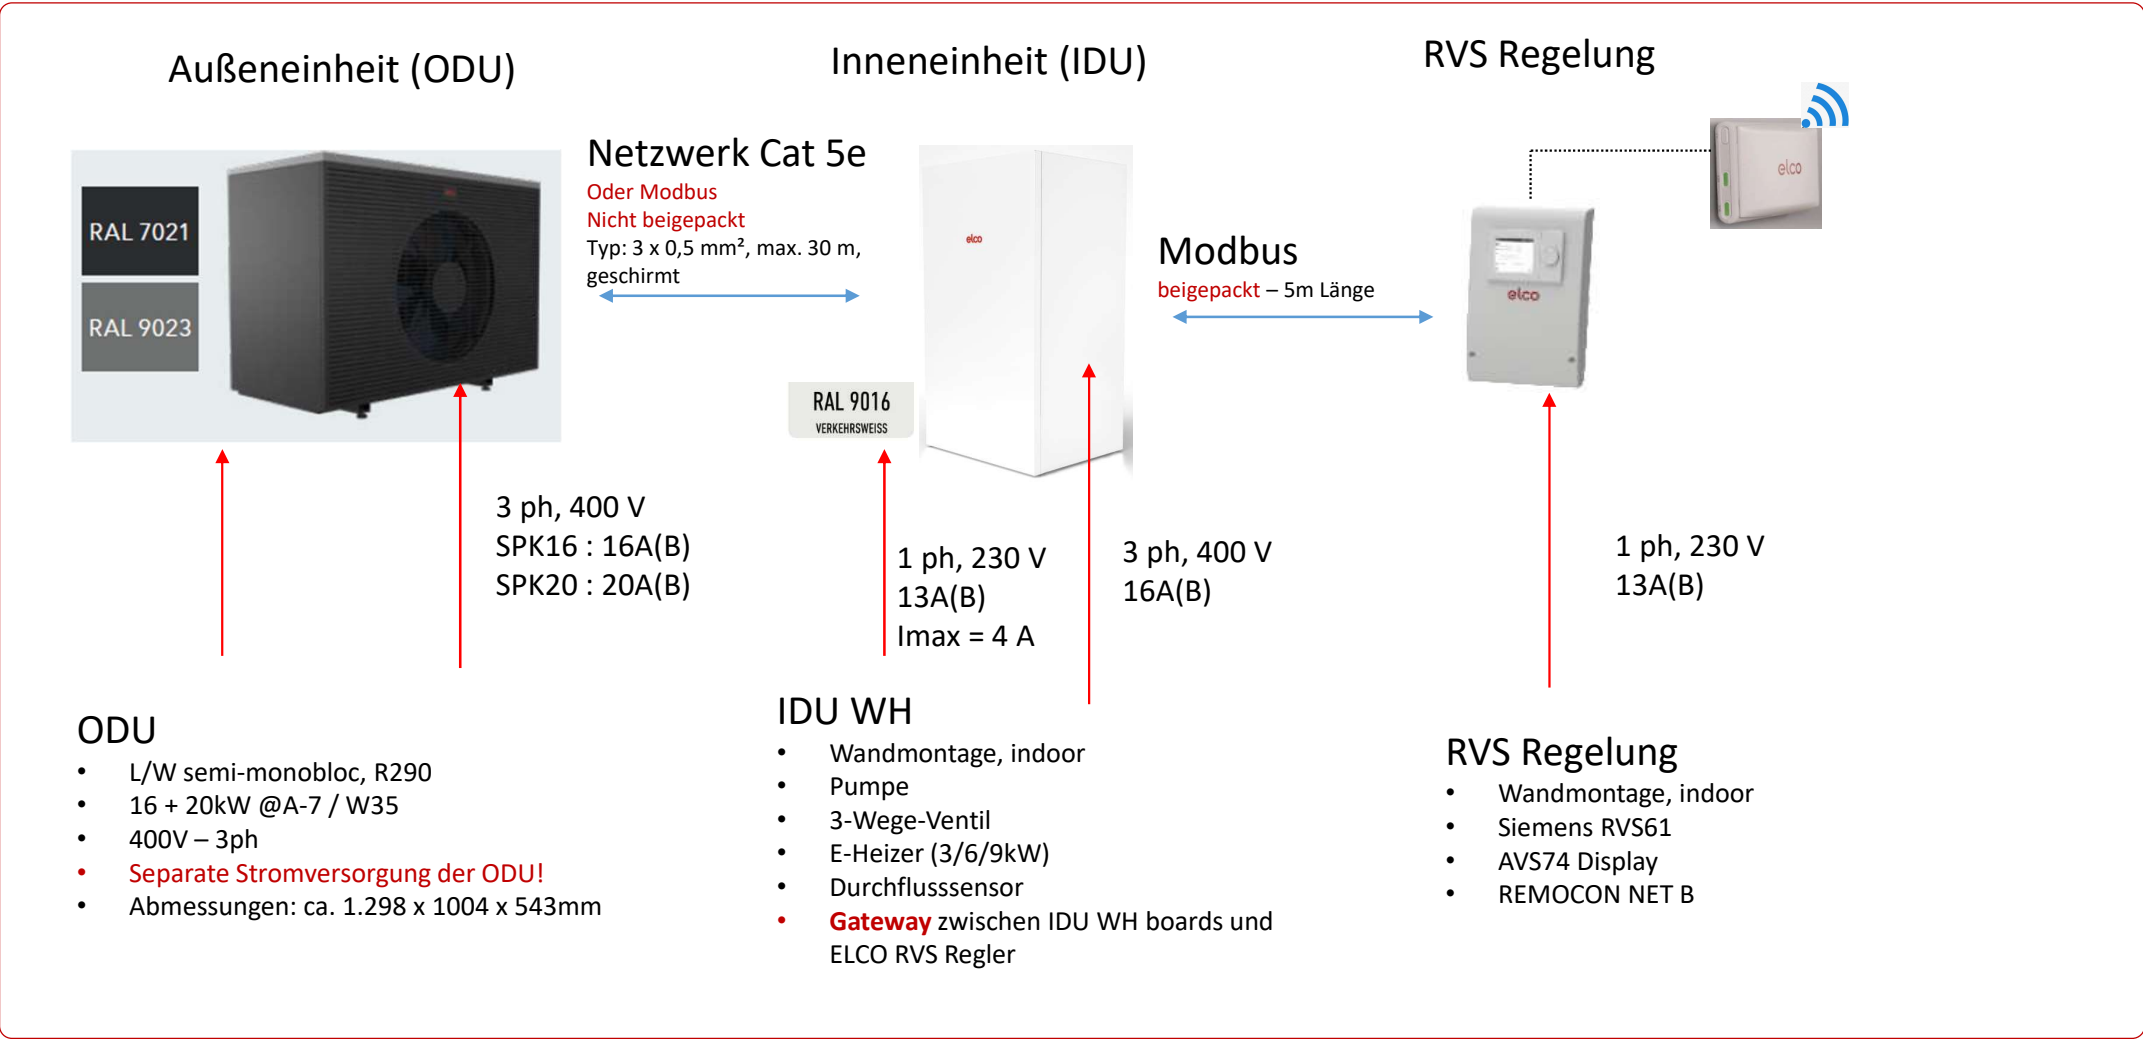 Außeneinheit (ODU)
Inneneinheit (IDU)
RVS Regelung
RAL 7021
RAL 9023
Netzwerk Cat 5e
Oder Modbus
Nicht beigepackt
Typ: 3 x 0,5 mm², max. 30 m,
geschirmt
elco
RAL 9016
VERKEHRSWEISS
Modbus
beigepackt – 5m Länge
elco
elco
3 ph, 400 V
SPK16 : 16A(B)
SPK20 : 20A(B)
1 ph, 230 V
13A(B)
Imax = 4 A
3 ph, 400 V
16A(B)
1 ph, 230 V
13A(B)
ODU
• L/W semi-monobloc, R290
• 16 + 20kW @A-7 / W35
• 400V – 3ph
• Separate Stromversorgung der ODU!
• Abmessungen: ca. 1.298 x 1004 x 543mm
IDU WH
• Wandmontage, indoor
• Pumpe
• 3-Wege-Ventil
• E-Heizer (3/6/9kW)
• Durchflusssensor
• Gateway zwischen IDU WH boards und
ELCO RVS Regler
RVS Regelung
• Wandmontage, indoor
• Siemens RVS61
• AVS74 Display
• REMOCON NET B